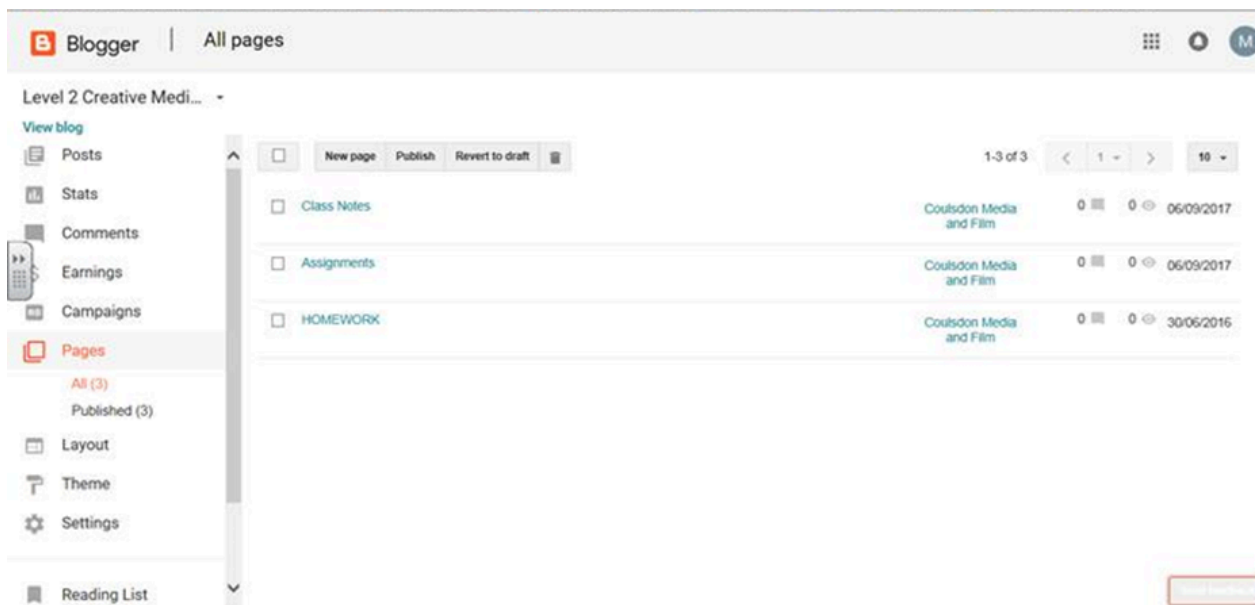 Blogger | All pages
M
Level 2 Creative Medi...
View blog
Posts
Stats
Comments
Earnings
Campaigns
Pages
All (3)
Published (3)
Layout
Theme
Settings
Reading List
New page Publish Revert to draft
1-3 of 3
1
10
Class Notes
Coulsdon Media
and Film
0 0 06/09/2017
Assignments
Coulsdon Media
and Film
0 0 06/09/2017
HOMEWORK
Coulsdon Media
and Film
0 0 30/06/2016